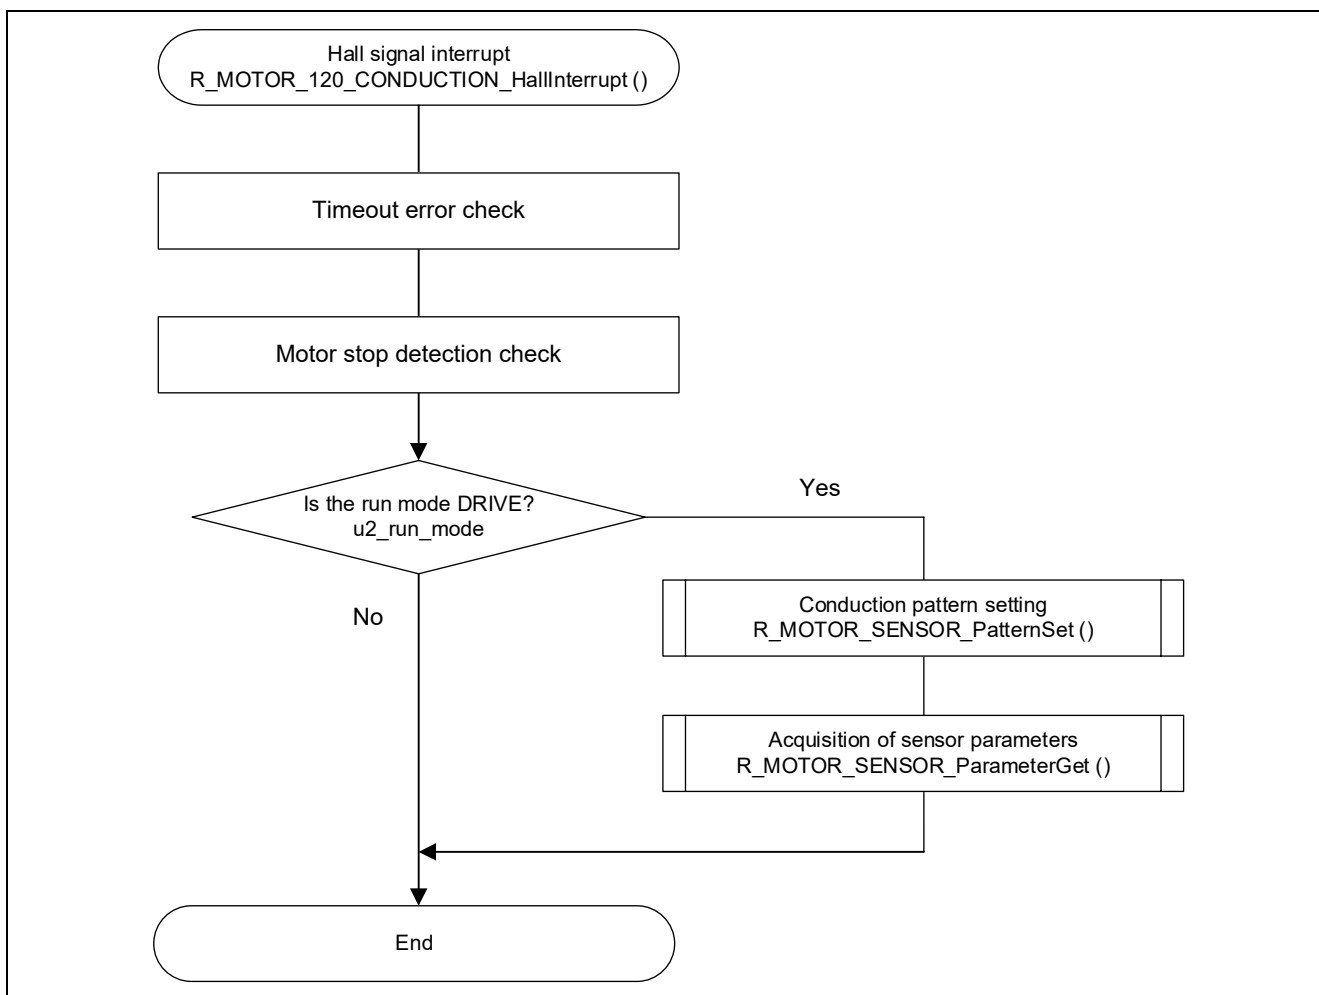 Hall signal interrupt
R_MOTOR_120_CONDUCTION_HallInterrupt ()
Timeout error check
Motor stop detection check
Is the run mode DRIVE?
u2_run_mode
Yes
No
Conduction pattern setting
R_MOTOR_SENSOR_PatternSet ()
Acquisition of sensor parameters
R_MOTOR_SENSOR_ParameterGet ()
End